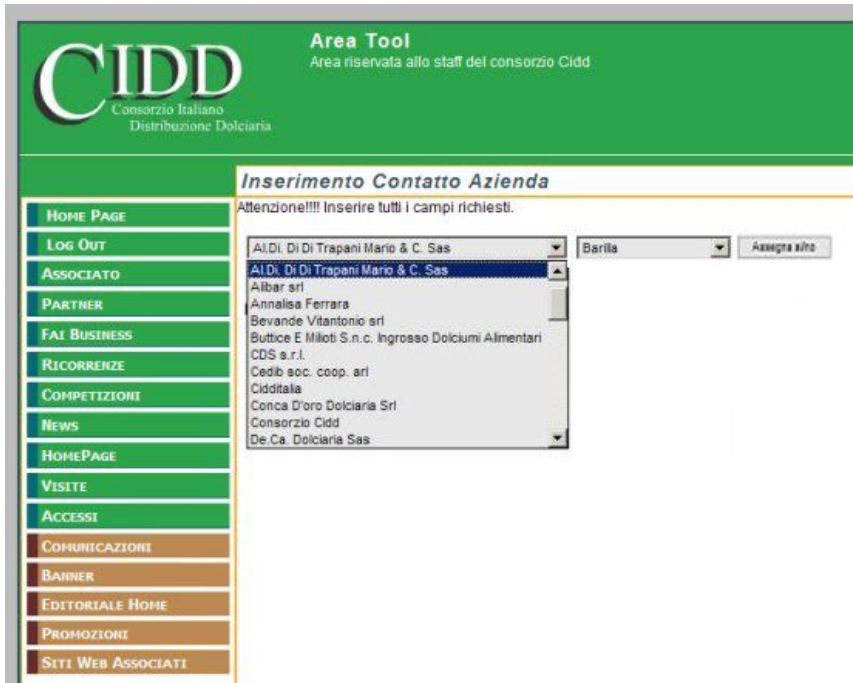 CIDD
Consorzio Italiano
Distribuzione Dolciaria
Area Tool
Area riservata allo staff del consorzio Cidd
Inserimento Contatto Azienda
Attenzione!!!! Inserire tutti i campi richiesti.
Al.Di. Di Di Trapani Mario & C. Sas
Barilla
Assegna si/no
Al.Di. Di Di Trapani Mario & C. Sas
Alibar srl
Annalisa Ferrara
Bevande Vitantonio srl
Buttice E Milioti S.n.c. Ingrosso Dolciumi Alimentari
CDS s.r.l.
Cedib soc. coop. arl
Cidditalia
Conca D'oro Dolciaria Srl
Consorzio Cidd
De.Ca. Dolciaria Sas
Home Page
Log Out
Associato
Partner
Fai Business
Ricorrenze
Competizioni
News
HomePage
Visite
Accessi
Comunicazioni
Banner
Editoriale Home
Promozioni
Siti Web Associati